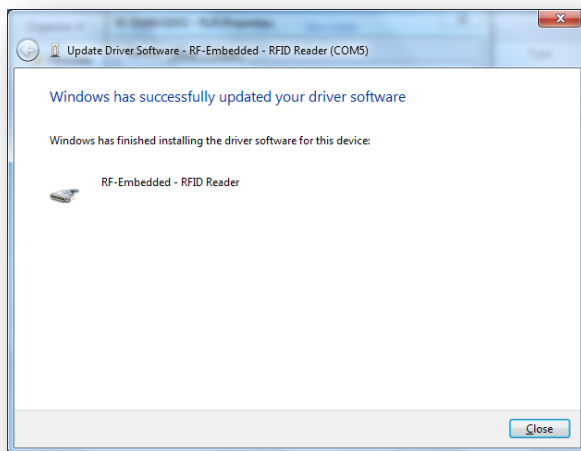 Update Driver Software - RF-Embedded - RFID Reader (COM5)
Windows has successfully updated your driver software
Windows has finished installing the driver software for this device:
RF-Embedded - RFID Reader
Close